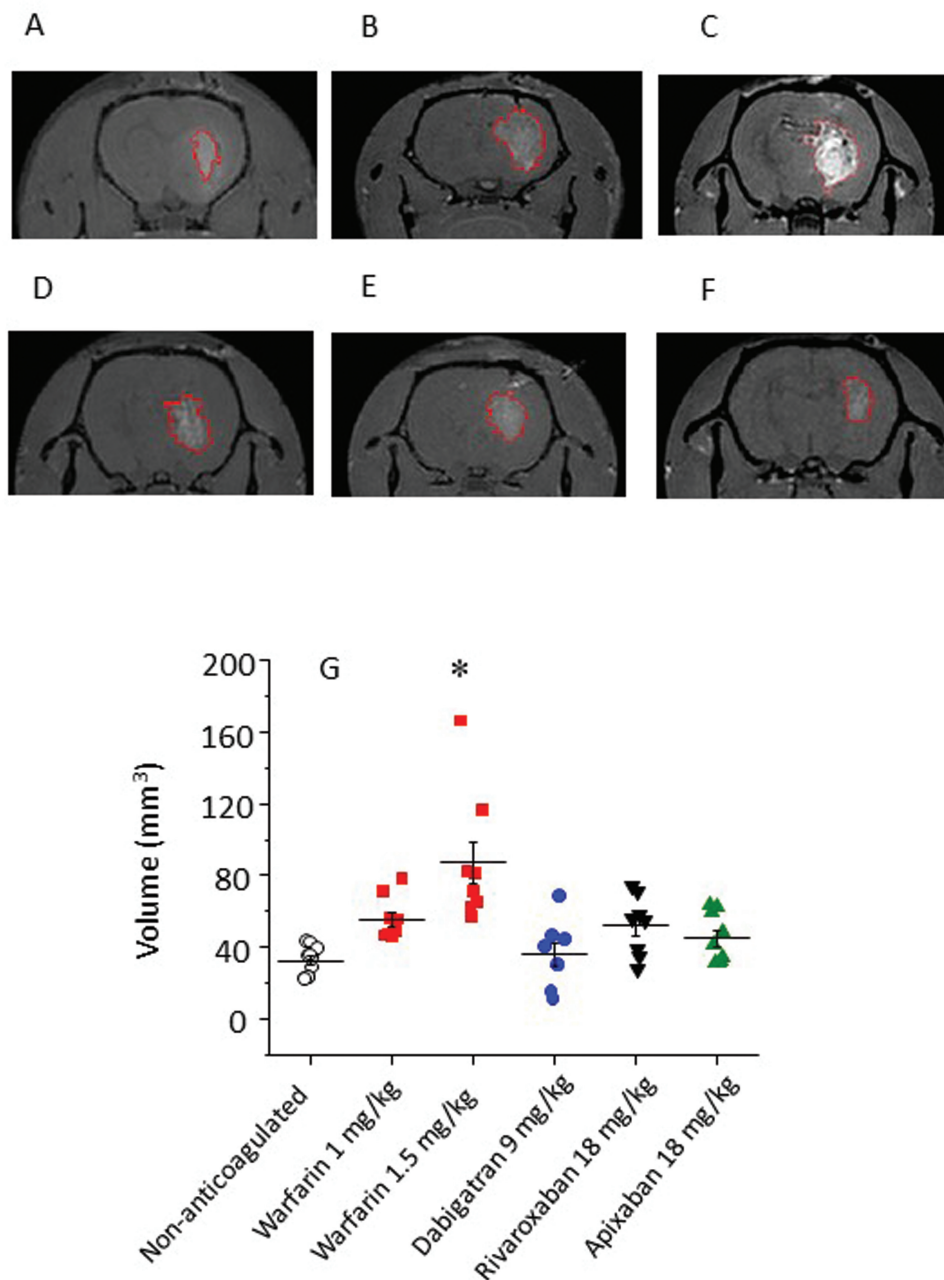 A
B
C
D
E
F
G
*
200
160
120
80
40
0
Volume (mm³)
Non-anticoagulated
Warfarin 1 mg/kg
Warfarin 1.5 mg/kg
Dabigatran 9 mg/kg
Rivaroxaban 18 mg/kg
Apixaban 18 mg/kg